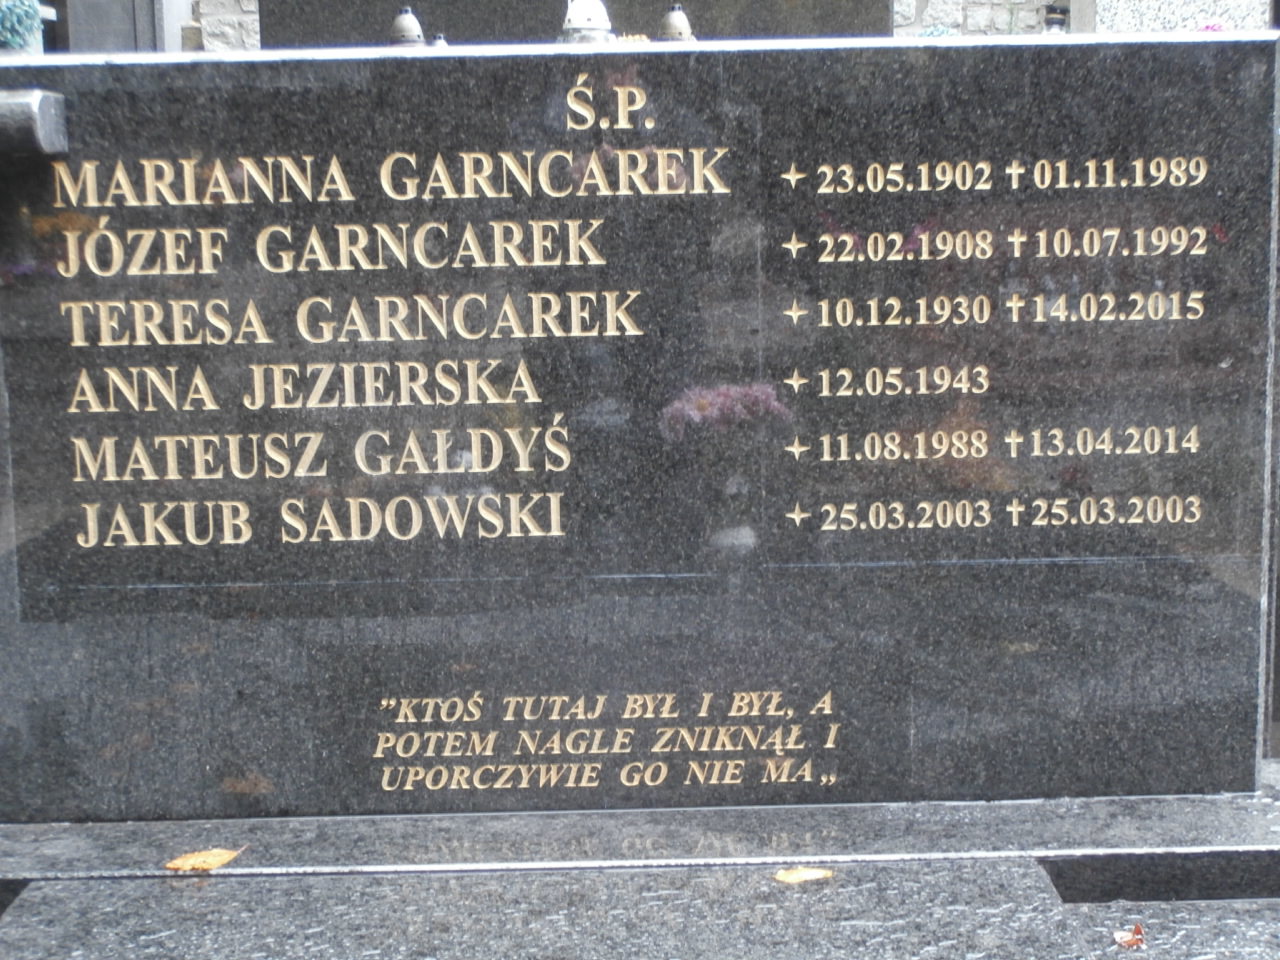 Ś.P.
MARIANNA GARNCAREK ✦ 23.05.1902 ✝ 01.11.1989
JÓZEF GARNCAREK ✦ 22.02.1908 ✝ 10.07.1992
TERESA GARNCAREK ✦ 10.12.1930 ✝ 14.02.2015
ANNA JEZIERSKA ✦ 12.05.1943
MATEUSZ GAŁDYŚ ✦ 11.08.1988 ✝ 13.04.2014
JAKUB SADOWSKI ✦ 25.03.2003 ✝ 25.03.2003
”KTOŚ TUTAJ BYŁ I BYŁ, A
POTEM NAGLE ZNIKNĄŁ I
UPORCZYWIE GO NIE MA„